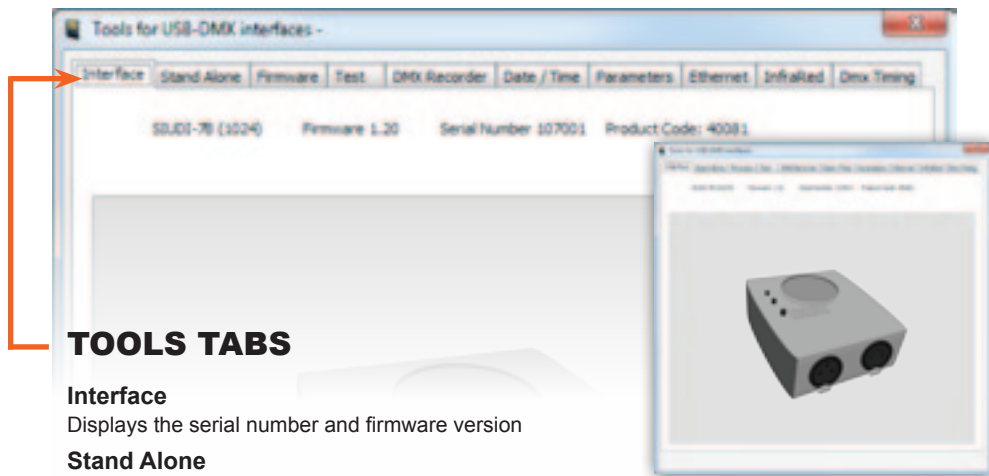 Tools for USB-DMX interfaces -
Interface Stand Alone Firmware Test DMX Recorder Date / Time Parameters Ethernet InfraRed Dmx Timing
SIUDI-7B (1024) Firmware 1.20 Serial Number 107001 Product Code: 40081
TOOLS TABS
Interface
Displays the serial number and firmware version
Stand Alone